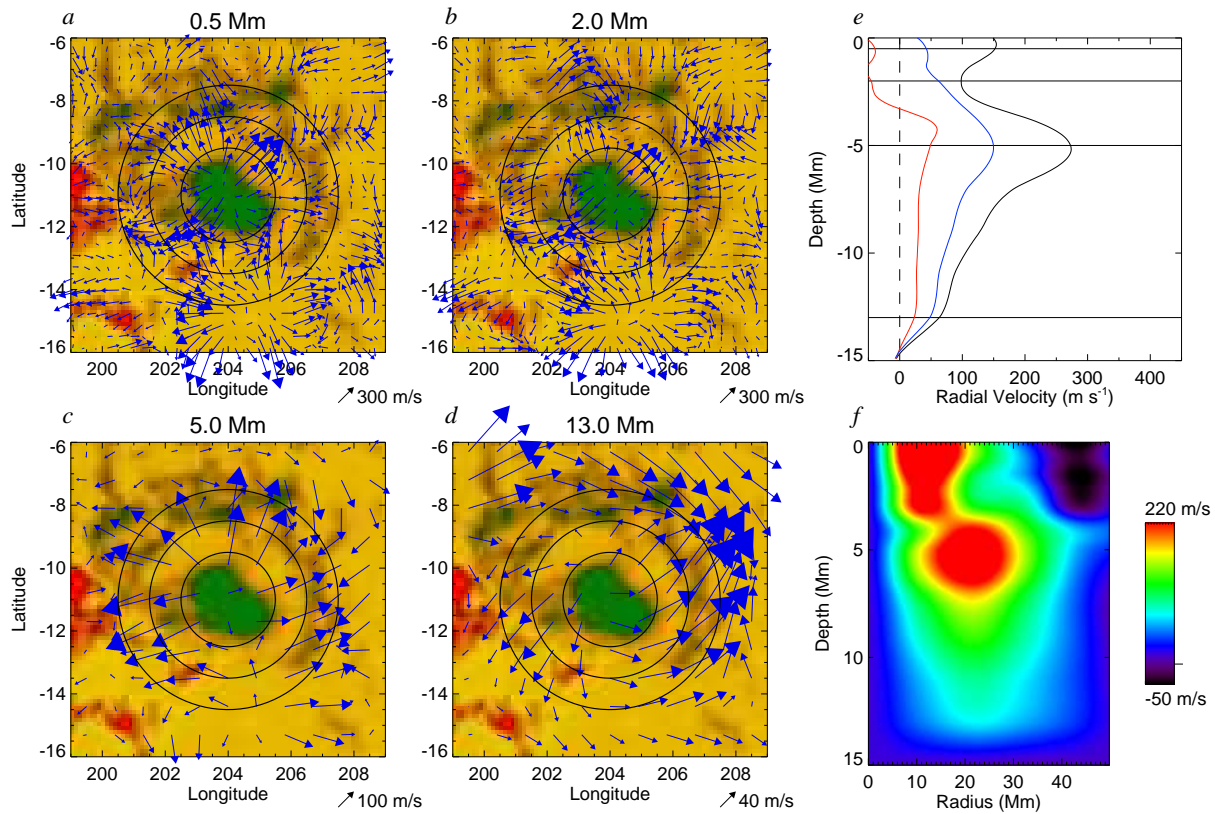 a
0.5 Mm
-6
-8
-10
-12
-14
-16
Latitude
200 202 204 206 208
Longitude
300 m/s
b
2.0 Mm
-6
-8
-10
-12
-14
-16
200 202 204 206 208
Longitude
300 m/s
e
0
-5
-10
-15
Depth (Mm)
0 100 200 300 400
Radial Velocity (m s-1)
c
5.0 Mm
-6
-8
-10
-12
-14
-16
Latitude
200 202 204 206 208
Longitude
100 m/s
d
13.0 Mm
-6
-8
-10
-12
-14
-16
200 202 204 206 208
Longitude
40 m/s
f
0
5
10
15
Depth (Mm)
0 10 20 30 40
Radius (Mm)
220 m/s
-50 m/s